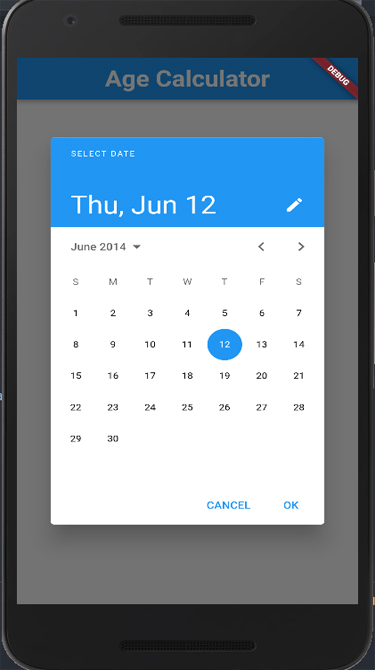 Age Calculator
DEBUG
SELECT DATE
Thu, Jun 12
June 2014
S M T W T F S
1 2 3 4 5 6 7
8 9 10 11 12 13 14
15 16 17 18 19 20 21
22 23 24 25 26 27 28
29 30
CANCEL OK